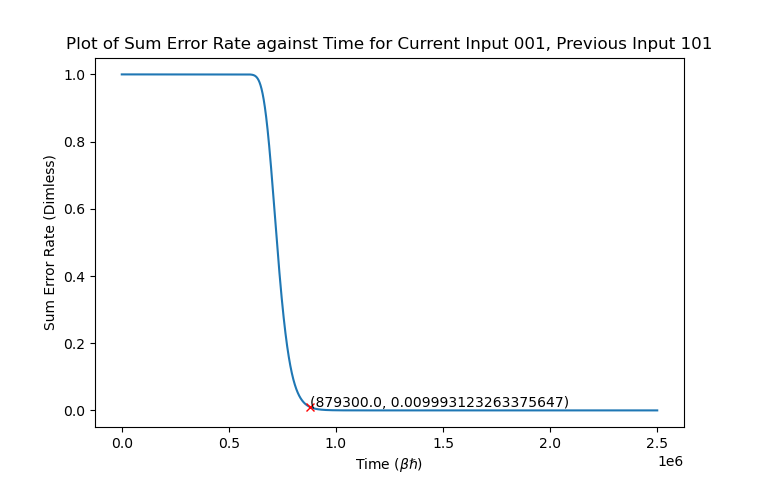 Plot of Sum Error Rate against Time for Current Input 001, Previous Input 101
1.0
0.8
0.6
0.4
0.2
0.0
Sum Error Rate (Dimless)
(879300.0, 0.009993123263375647)
0.0 0.5 1.0 1.5 2.0 2.5
1e6
Time (βℏ)